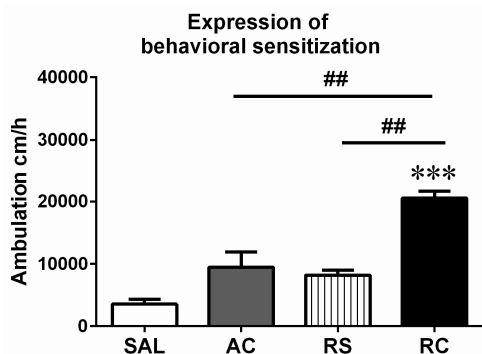 Expression of
behavioral sensitization
Ambulation cm/h
40000
30000
20000
10000
0
##
##
***
SAL AC RS RC